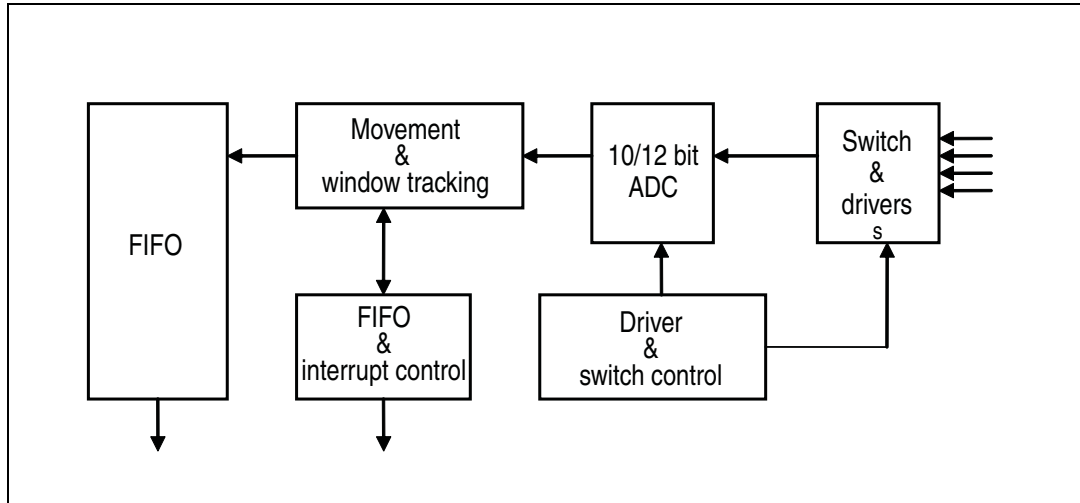 FIFO
Movement
&
window tracking
10/12 bit
ADC
Switch
&
drivers
s
FIFO
&
interrupt control
Driver
&
switch control